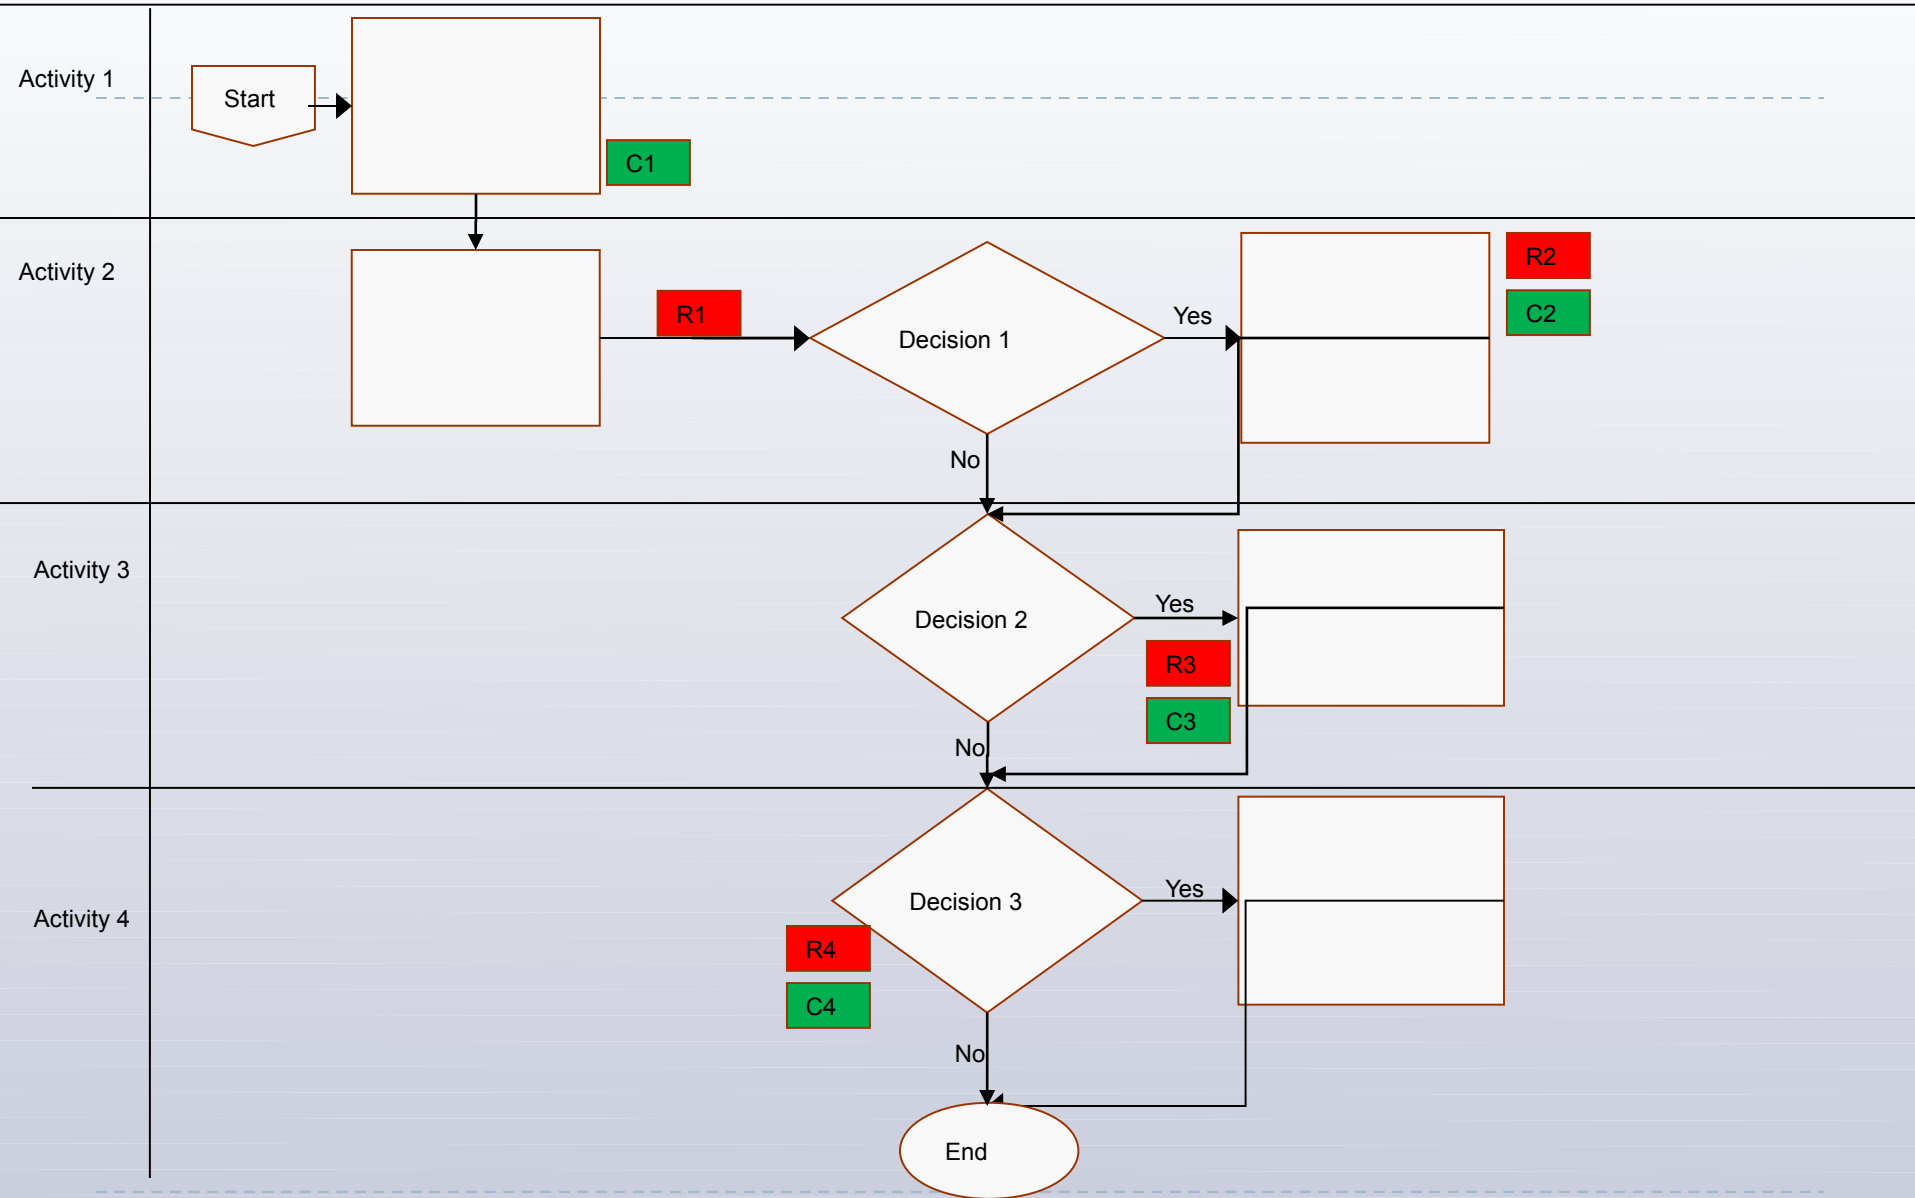 Activity 1
Start
C1
Activity 2
R1
Decision 1
Yes
R2
C2
No
Activity 3
Decision 2
Yes
R3
C3
No
Activity 4
Decision 3
Yes
R4
C4
No
End